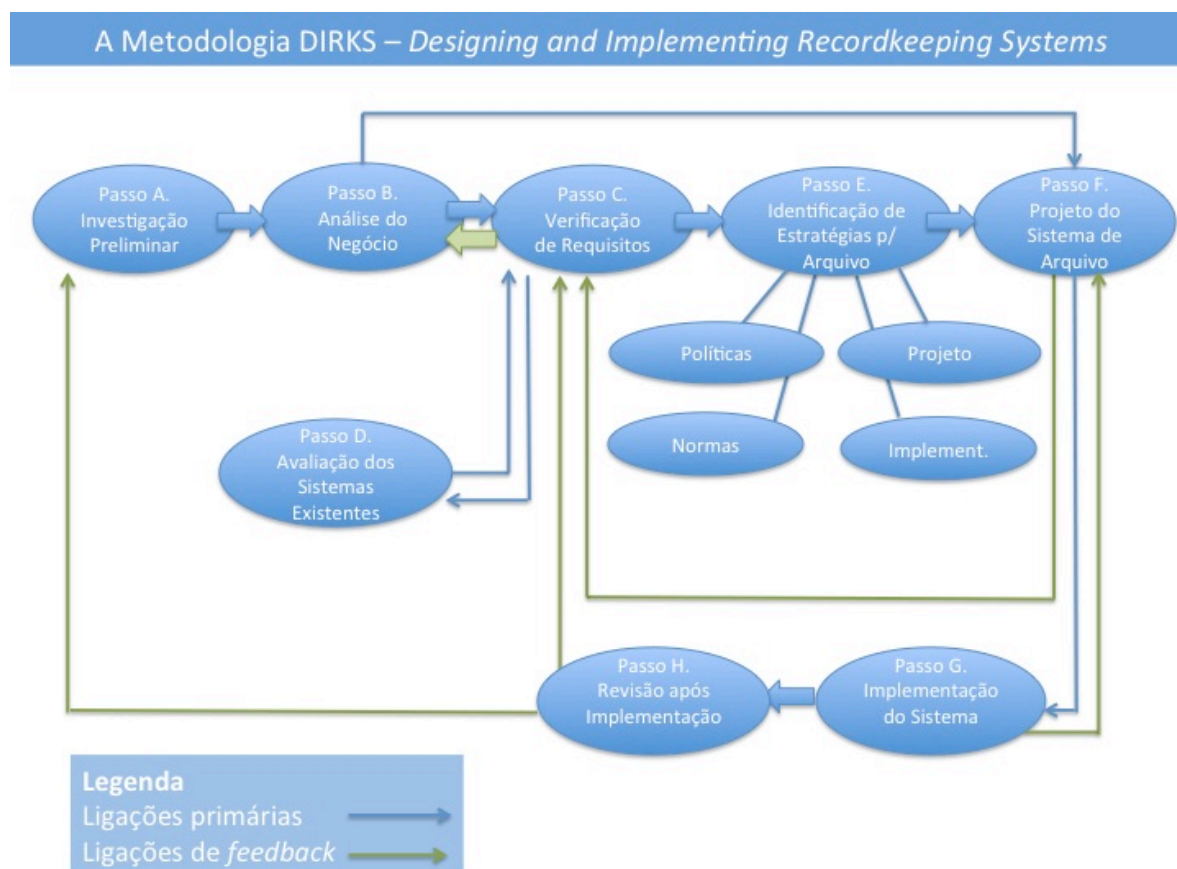 A Metodologia DIRKS – Designing and Implementing Recordkeeping Systems
Passo A.
Investigação
Preliminar
Passo B.
Análise do
Negócio
Passo C.
Verificação
de Requisitos
Passo E.
Identificação de
Estratégias p/
Arquivo
Passo F.
Projeto do
Sistema de
Arquivo
Políticas
Projeto
Normas
Implement.
Passo D.
Avaliação dos
Sistemas
Existentes
Passo H.
Revisão após
Implementação
Passo G.
Implementação
do Sistema
Legenda
Ligações primárias
Ligações de feedback